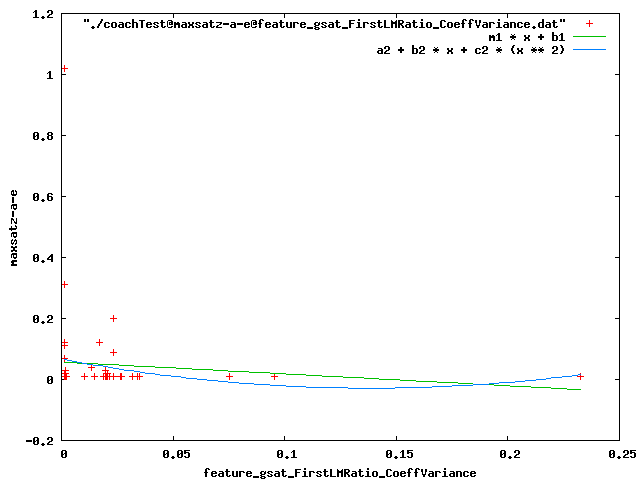 1.2
"./coachTest@maxsatz-a-e@feature_gsat_FirstLMRatio_CoeffVariance.dat"
m1 * x + b1
a2 + b2 * x + c2 * (x ** 2)
1
0.8
0.6
0.4
0.2
0
-0.2
maxsatz-a-e
0 0.05 0.1 0.15 0.2 0.25
feature_gsat_FirstLMRatio_CoeffVariance